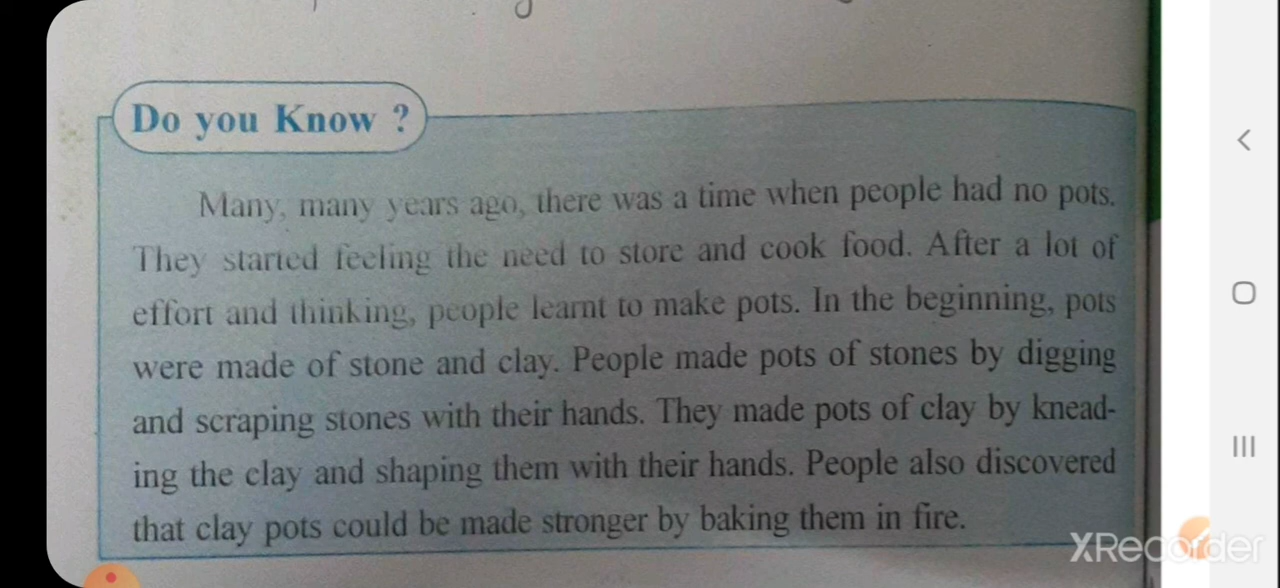 Do you Know ?
Many, many years ago, there was a time when people had no pots.
They started feeling the need to store and cook food. After a lot of
effort and thinking, people learnt to make pots. In the beginning, pots
were made of stone and clay. People made pots of stones by digging
and scraping stones with their hands. They made pots of clay by knead-
ing the clay and shaping them with their hands. People also discovered
that clay pots could be made stronger by baking them in fire.
XRecorder